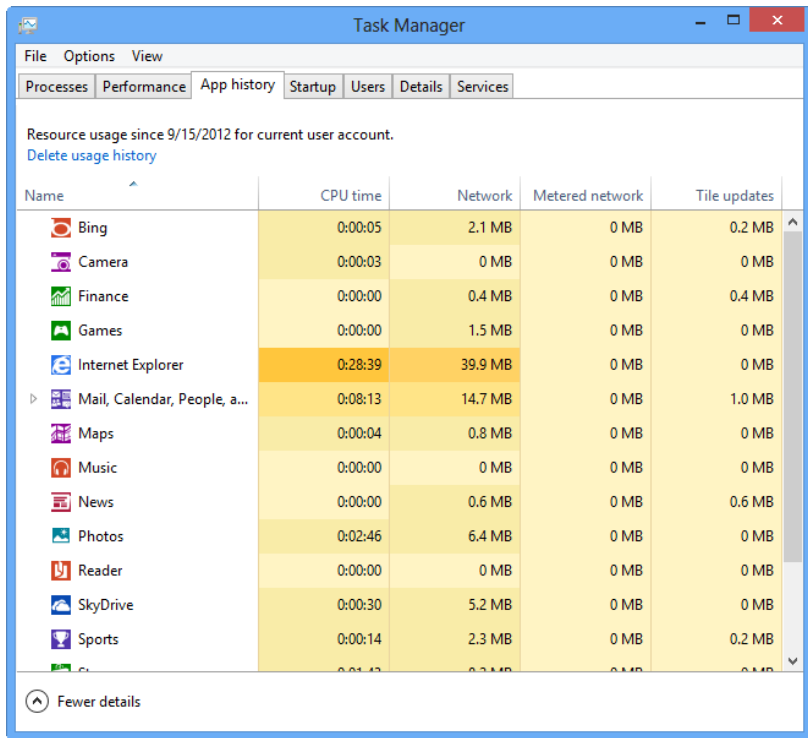 Task Manager
File Options View
Processes Performance App history Startup Users Details Services
Resource usage since 9/15/2012 for current user account.
Delete usage history
Name CPU time Network Metered network Tile updates
Bing 0:00:05 2.1 MB 0 MB 0.2 MB
Camera 0:00:03 0 MB 0 MB 0 MB
Finance 0:00:00 0.4 MB 0 MB 0.4 MB
Games 0:00:00 1.5 MB 0 MB 0 MB
Internet Explorer 0:28:39 39.9 MB 0 MB 0 MB
Mail, Calendar, People, a... 0:08:13 14.7 MB 0 MB 1.0 MB
Maps 0:00:04 0.8 MB 0 MB 0 MB
Music 0:00:00 0 MB 0 MB 0 MB
News 0:00:00 0.6 MB 0 MB 0.6 MB
Photos 0:02:46 6.4 MB 0 MB 0 MB
Reader 0:00:00 0 MB 0 MB 0 MB
SkyDrive 0:00:30 5.2 MB 0 MB 0 MB
Sports 0:00:14 2.3 MB 0 MB 0.2 MB
Fewer details